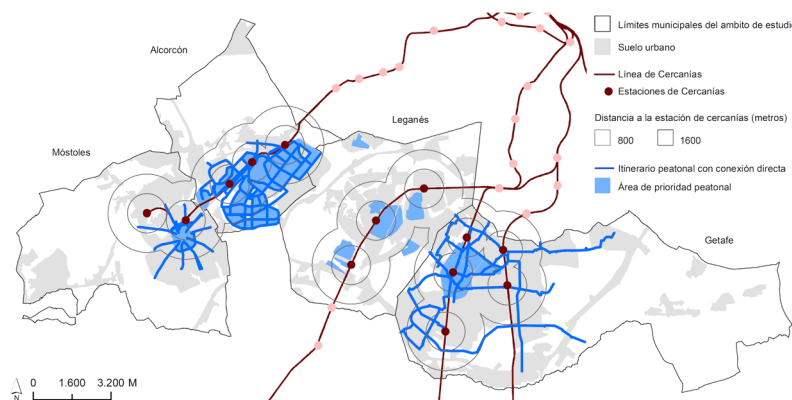 Límites municipales del ambito de estudi
Suelo urbano
Línea de Cercanías
Estaciones de Cercanías
Distancia a la estación de cercanías (metros)
800
1600
Itinerario peatonal con conexión directa
Área de prioridad peatonal
Alcorcón
Leganés
Móstoles
Getafe
N
0 1.600 3.200 M